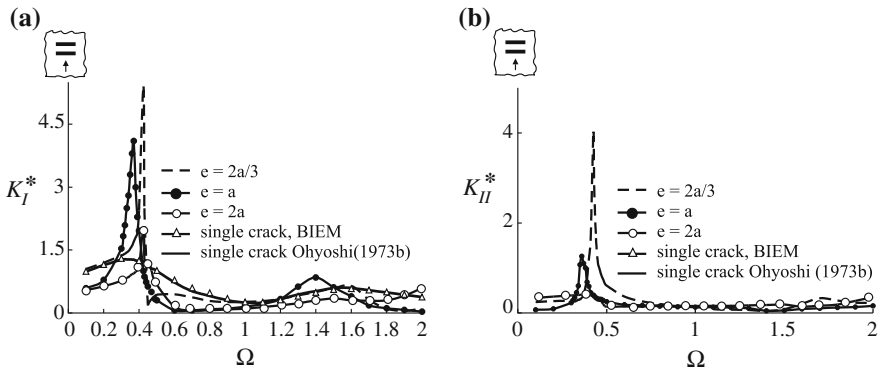 (a)
4.5
3
K_I^*
1.5
0
0 0.2 0.4 0.6 0.8 1 1.2 1.4 1.6 1.8 2
Ω
e = 2a/3
e = a
e = 2a
single crack, BIEM
single crack Ohyoshi(1973b)
(b)
4
K_II^*
2
0
0 0.5 1 1.5 2
Ω
e = 2a/3
e = a
e = 2a
single crack, BIEM
single crack Ohyoshi (1973b)